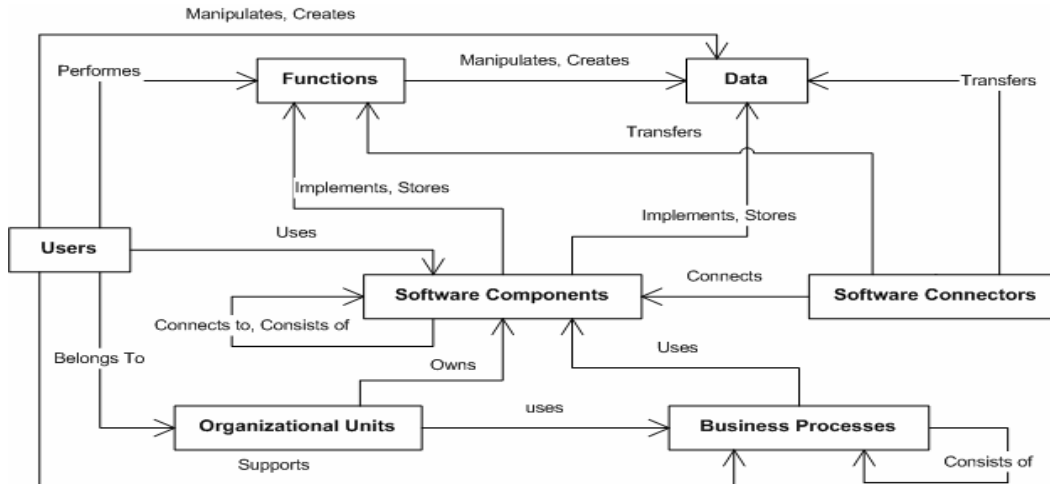 Manipulates, Creates
Performes
Functions
Manipulates, Creates
Data
Transfers
Transfers
Implements, Stores
Implements, Stores
Users
Uses
Software Components
Connects
Software Connectors
Connects to, Consists of
Belongs To
Owns
Uses
Organizational Units
uses
Business Processes
Supports
Consists of